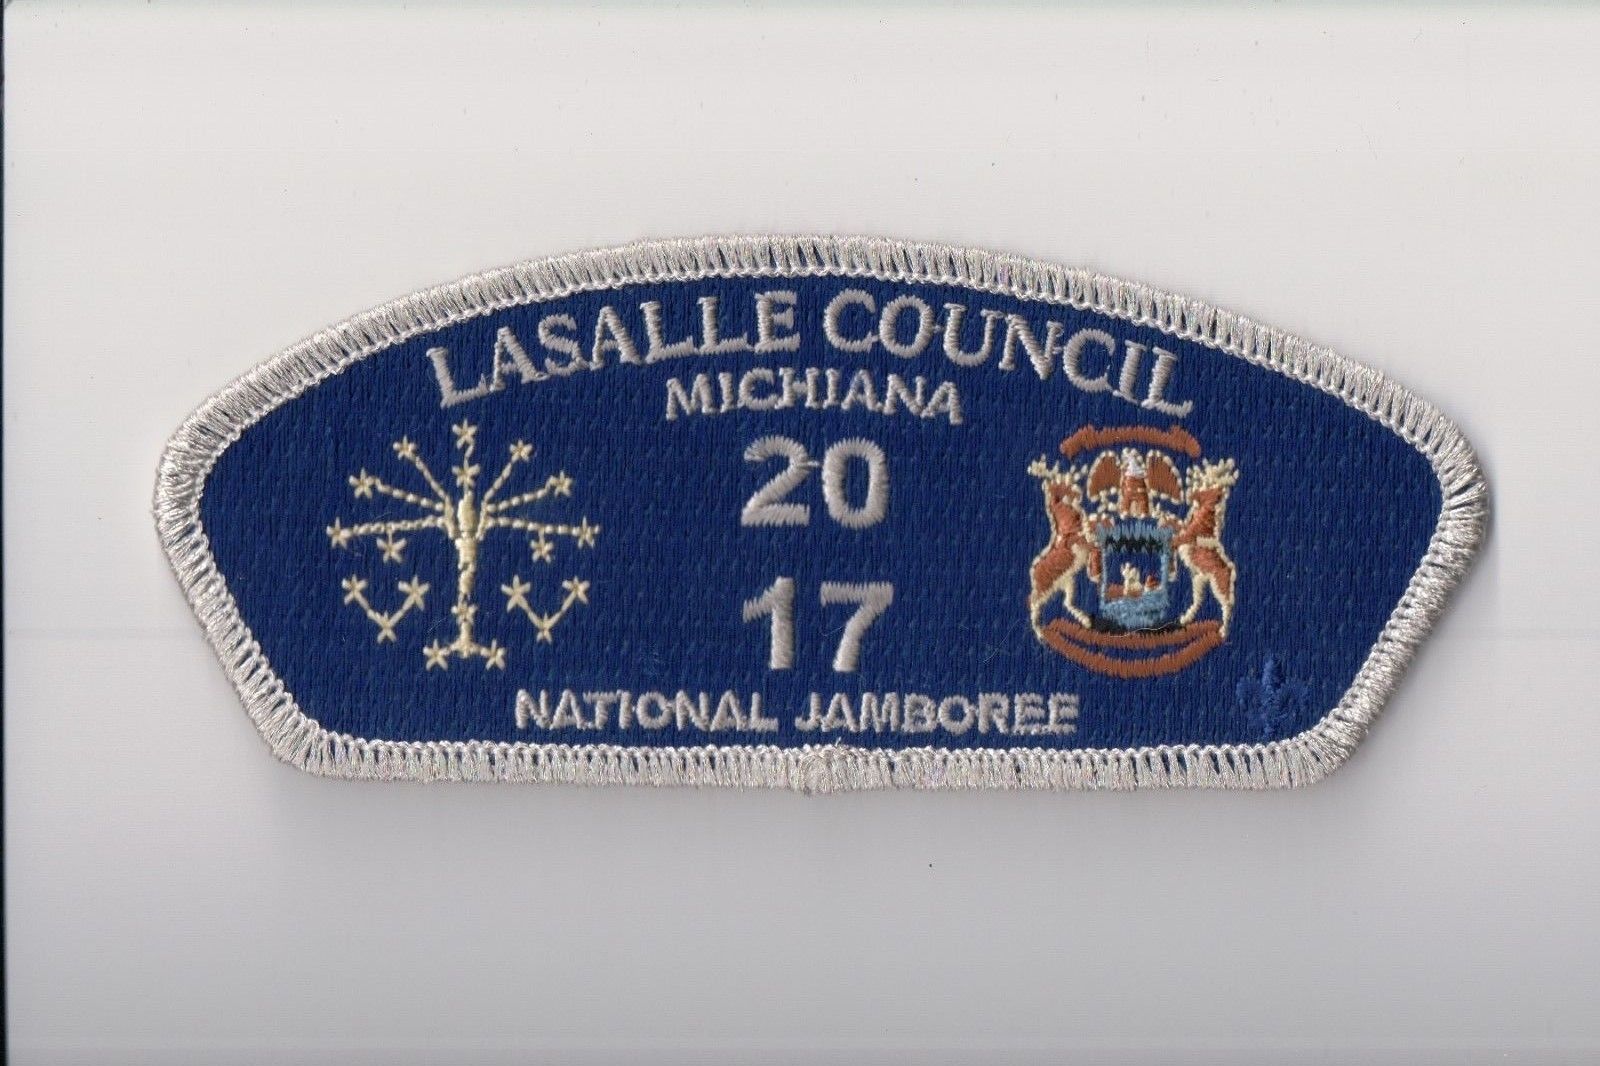 LASALLE COUNCIL
MICHIANA
20
17
NATIONAL JAMBOREE